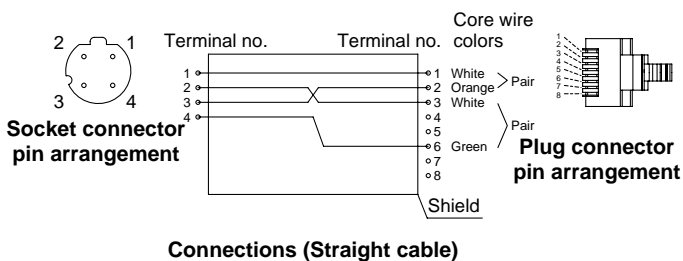 2 1
3 4
Socket connector
pin arrangement
Terminal no. Terminal no.
Core wire
colors
1 1 White
2 2 Orange
Pair
3 3 White
4 4
5
Pair
6 Green
7
8
Shield
1
2
3
4
5
6
7
8
Plug connector
pin arrangement
Connections (Straight cable)